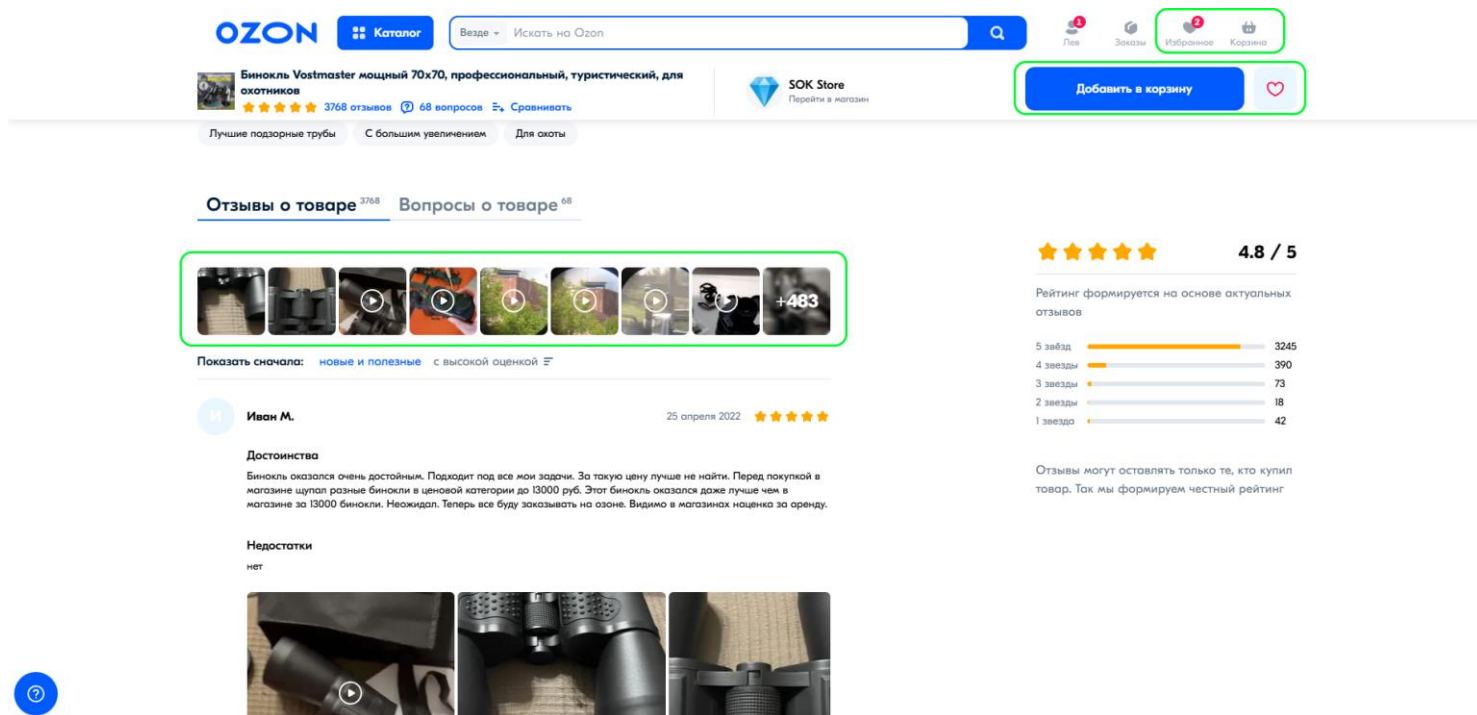 OZON
Каталог
Везде
Искать на Ozon
1
Лев
Заказы
2
Избранное
Корзина
Бинокль Vostmaster мощный 70x70, профессиональный, туристический, для
охотников
3768 отзывов
68 вопросов
Сравнивать
SOK Store
Перейти в магазин
Добавить в корзину
Лучшие подзорные трубы
С большим увеличением
Для охоты
Отзывы о товаре 3768
Вопросы о товаре 68
+483
4.8 / 5
Рейтинг формируется на основе актуальных
отзывов
5 звёзд 3245
4 звезды 390
3 звезды 73
2 звезды 18
1 звезда 42
Отзывы могут оставлять только те, кто купил
товар. Так мы формируем честный рейтинг
Показать сначала: новые и полезные с высокой оценкой
И
Иван М.
25 апреля 2022
Достоинства
Бинокль оказался очень достойным. Подходит под все мои задачи. За такую цену лучше не найти. Перед покупкой в
магазине щупал разные бинокли в ценовой категории до 13000 руб. Этот бинокль оказался даже лучше чем в
магазине за 13000 бинокли. Неожидал. Теперь все буду заказывать на озоне. Видимо в магазинах наценка за аренду.
Недостатки
нет